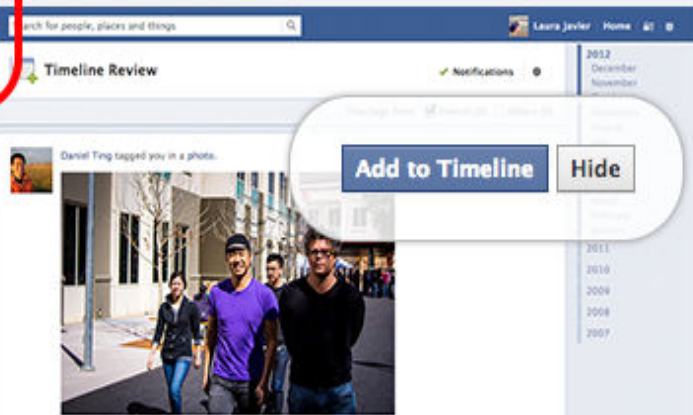 Search for people, places and things
Laura Javier Home
Timeline Review
Notifications
2012
December
November
Daniel Ting tagged you in a photo.
Add to Timeline
Hide
2011
2010
2009
2008
2007